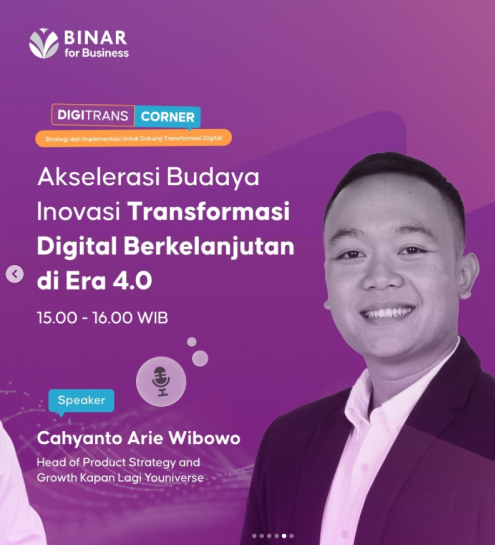 BINAR
for Business
DIGITRANS CORNER
Strategi dan Implementasi Untuk Dukung Transformasi Digital
Akselerasi Budaya
Inovasi Transformasi
Digital Berkelanjutan
di Era 4.0
15.00 - 16.00 WIB
Speaker
Cahyanto Arie Wibowo
Head of Product Strategy and
Growth Kapan Lagi Youniverse